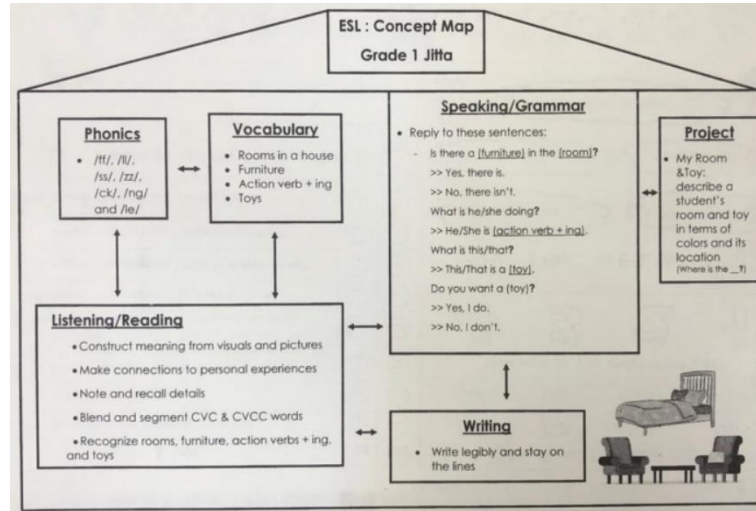 ESL : Concept Map
Grade 1 Jitta
Phonics
• /ff/, /ll/,
/ss/, /zz/,
/ck/, /ng/
and /le/
Vocabulary
• Rooms in a house
• Furniture
• Action verb + ing
• Toys
Speaking/Grammar
• Reply to these sentences:
- Is there a (furniture) in the (room)?
>> Yes, there is.
>> No, there isn't.
What is he/she doing?
>> He/She is (action verb + ing).
What is this/that?
>> This/That is a (toy).
Do you want a (toy)?
>> Yes, I do.
>> No, I don't.
Project
• My Room
&Toy:
describe a
student's
room and toy
in terms of
colors and its
location
(Where is the __?)
Listening/Reading
• Construct meaning from visuals and pictures
• Make connections to personal experiences
• Note and recall details
• Blend and segment CVC & CVCC words
• Recognize rooms, furniture, action verbs + ing,
and toys
Writing
• Write legibly and stay on
the lines